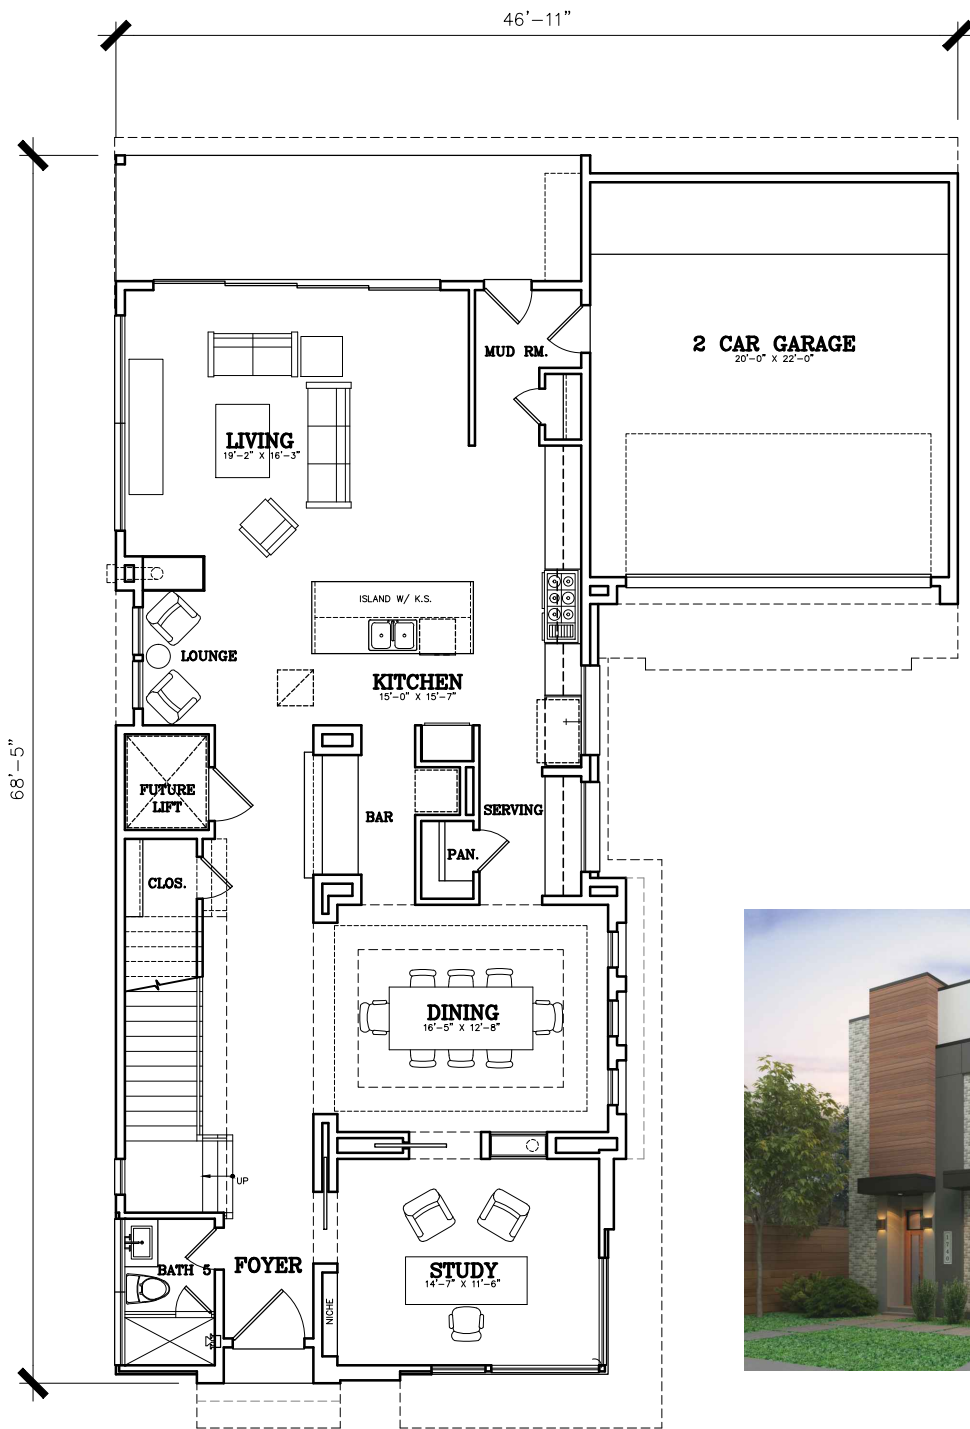 46'-11"
68'-5"
MUD RM.
2 CAR GARAGE
20'-0" X 22'-0"
LIVING
19'-2" X 16'-3"
ISLAND W/ K.S.
LOUNGE
KITCHEN
15'-0" X 15'-7"
FUTURE
LIFT
BAR
SERVING
PAN.
CLOS.
DINING
16'-5" X 12'-8"
UP
BATH 5
FOYER
STUDY
14'-7" X 11'-6"
NICHE